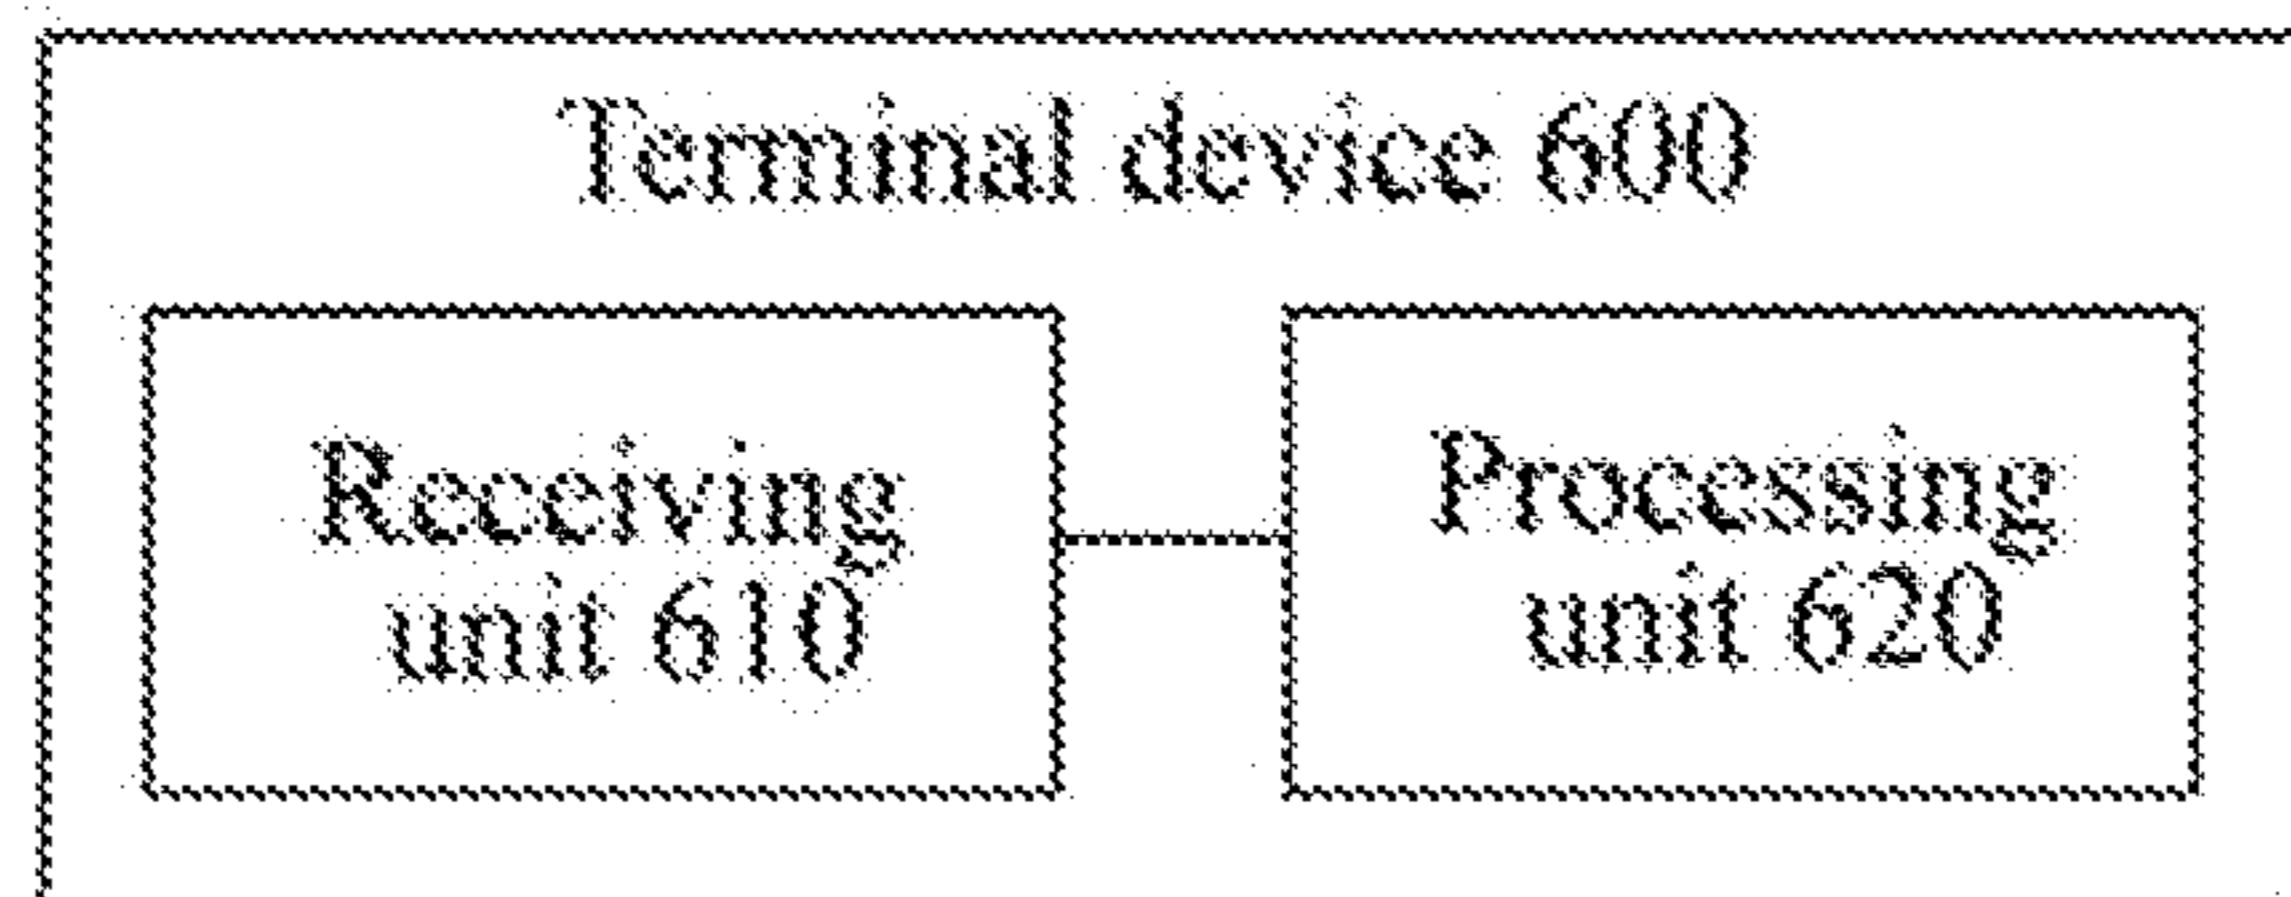 Terminal device 600
Receiving
unit 610
Processing
unit 620